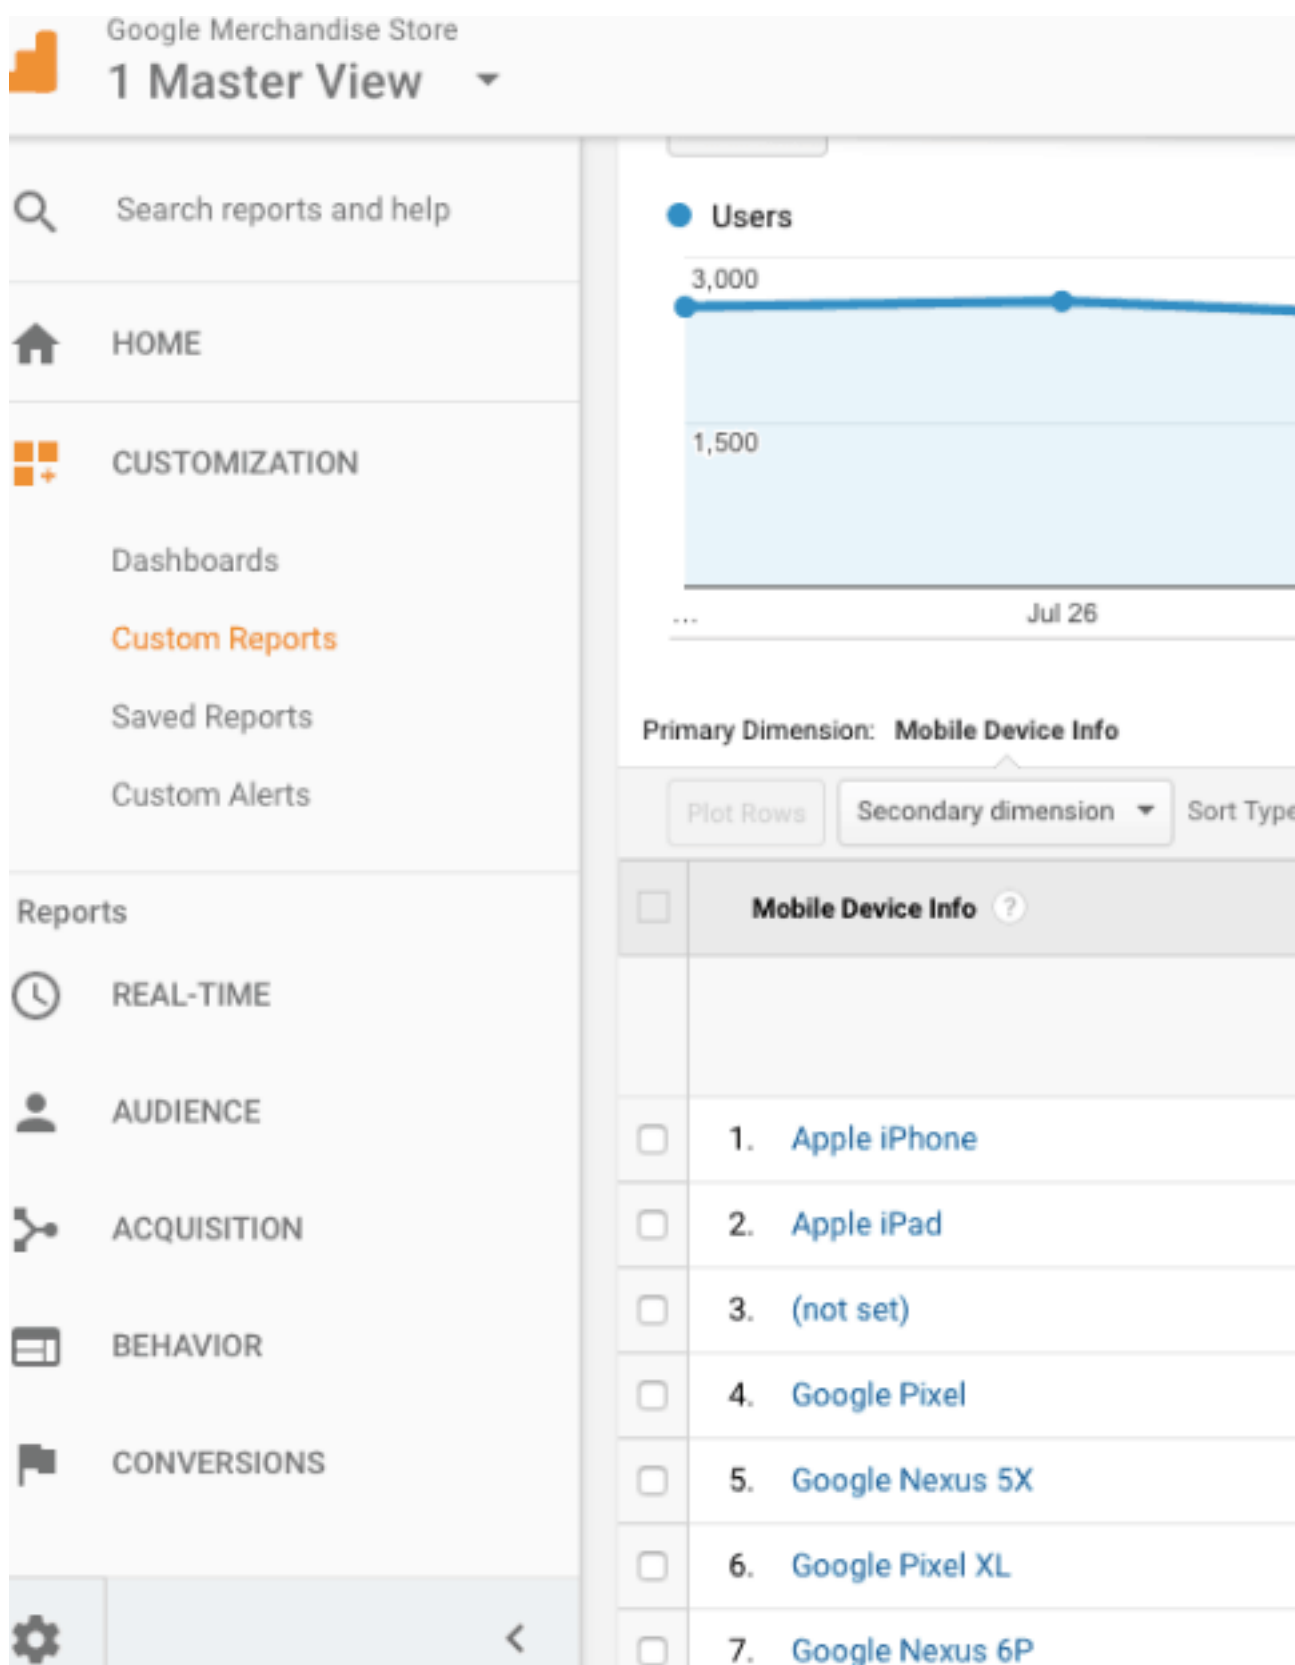 Google Merchandise Store
1 Master View
Search reports and help
HOME
CUSTOMIZATION
Dashboards
Custom Reports
Saved Reports
Custom Alerts
Reports
REAL-TIME
AUDIENCE
ACQUISITION
BEHAVIOR
CONVERSIONS
Users
3,000
1,500
... Jul 26
Primary Dimension: Mobile Device Info
Plot Rows Secondary dimension Sort Type
Mobile Device Info ?
1. Apple iPhone
2. Apple iPad
3. (not set)
4. Google Pixel
5. Google Nexus 5X
6. Google Pixel XL
7. Google Nexus 6P